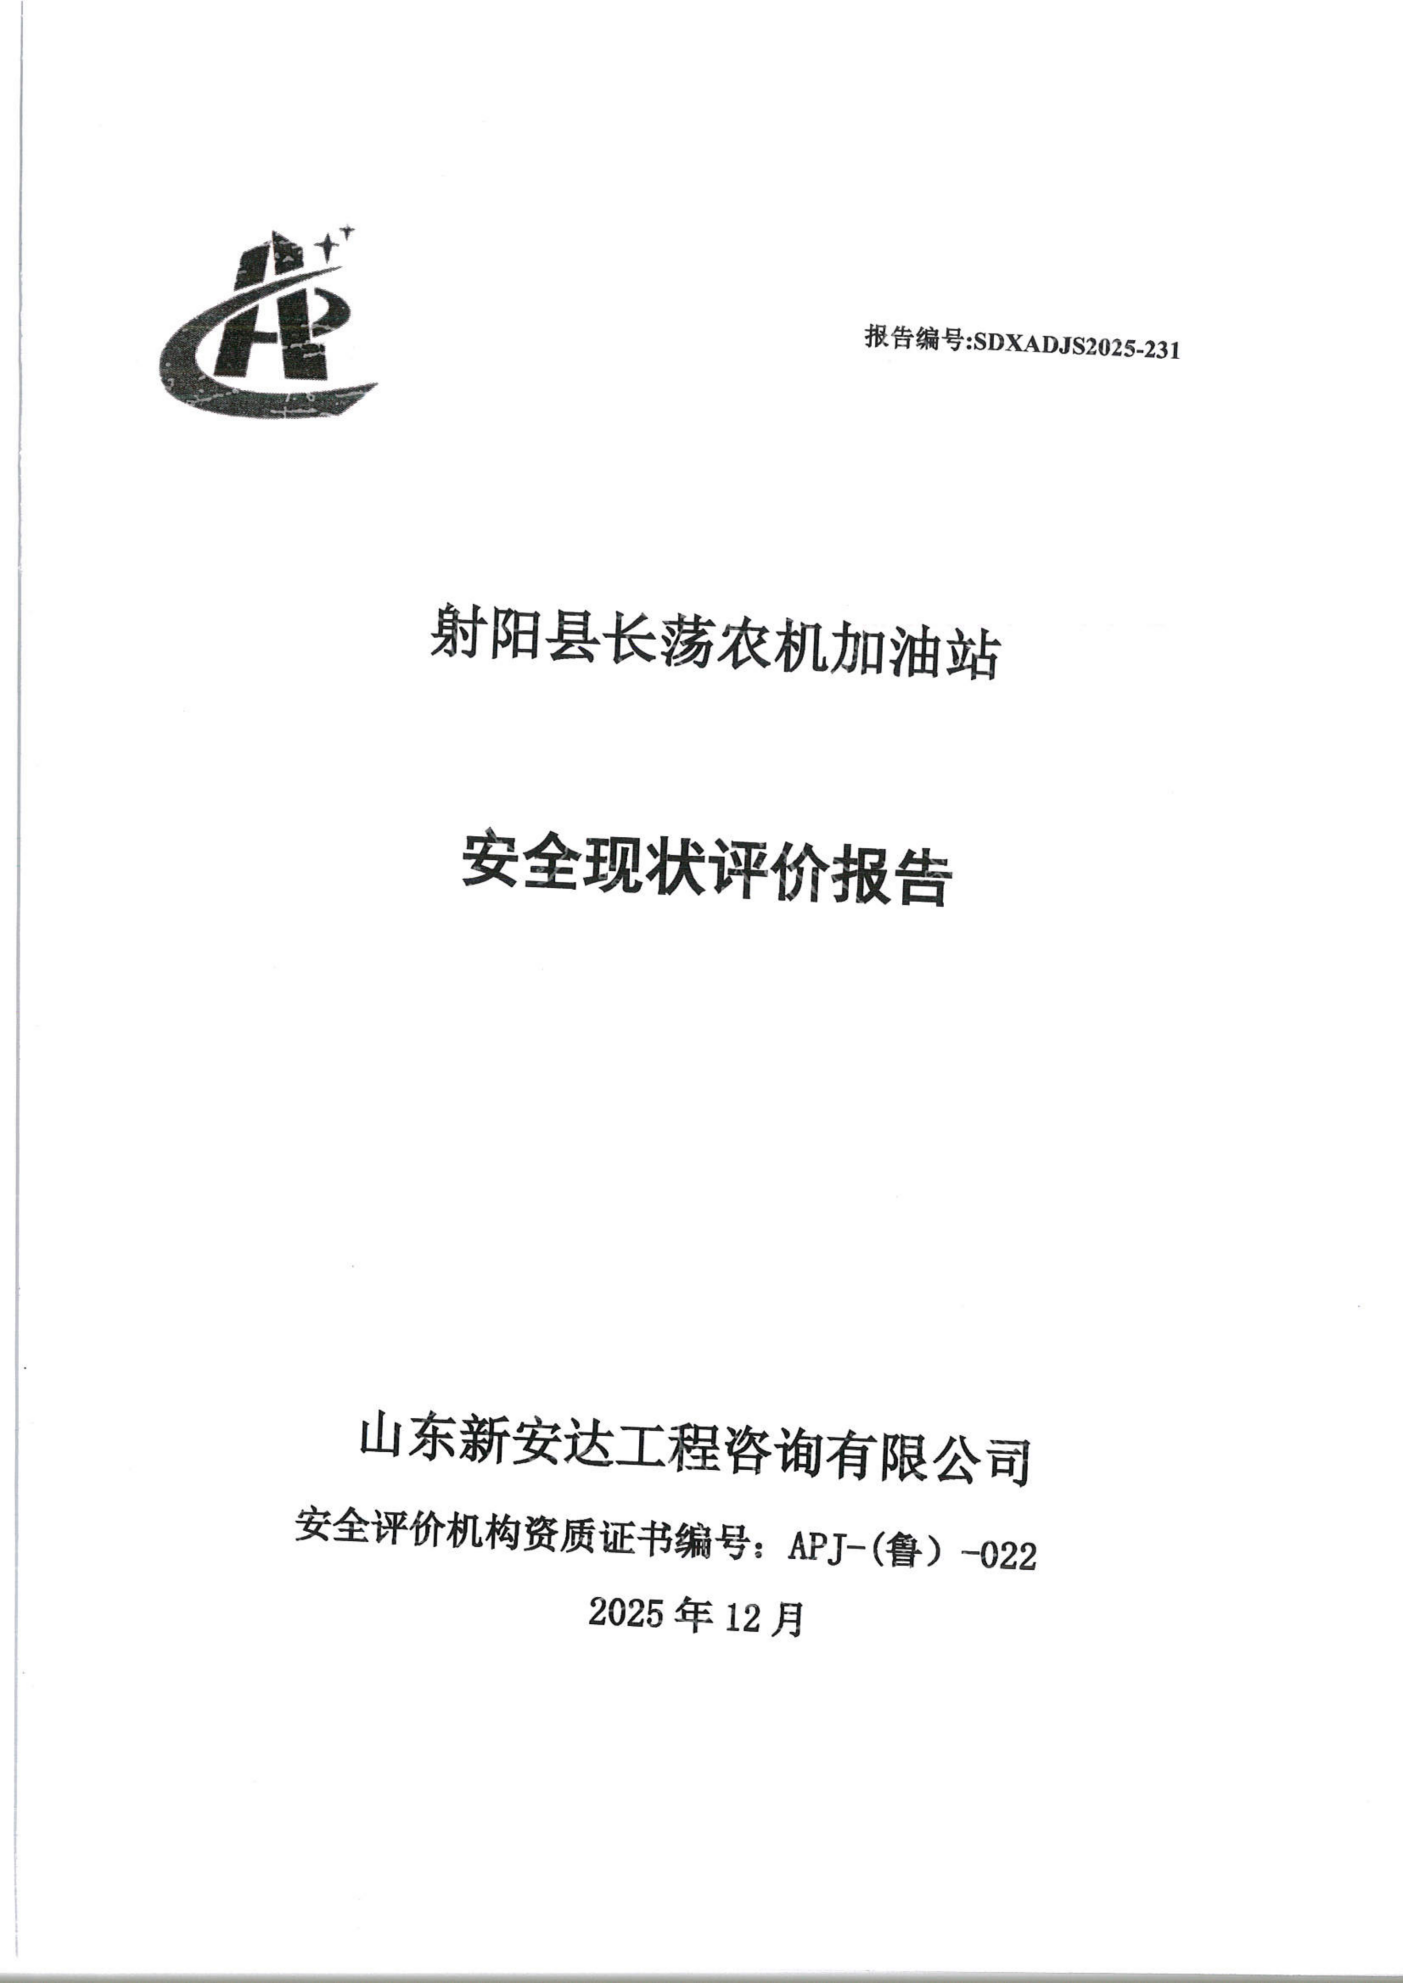 报告编号:SDXADJS2025-231
射阳县长荡农机加油站
安全现状评价报告
山东新安达工程咨询有限公司
安全评价机构资质证书编号：APJ-(鲁）-022
2025年12月